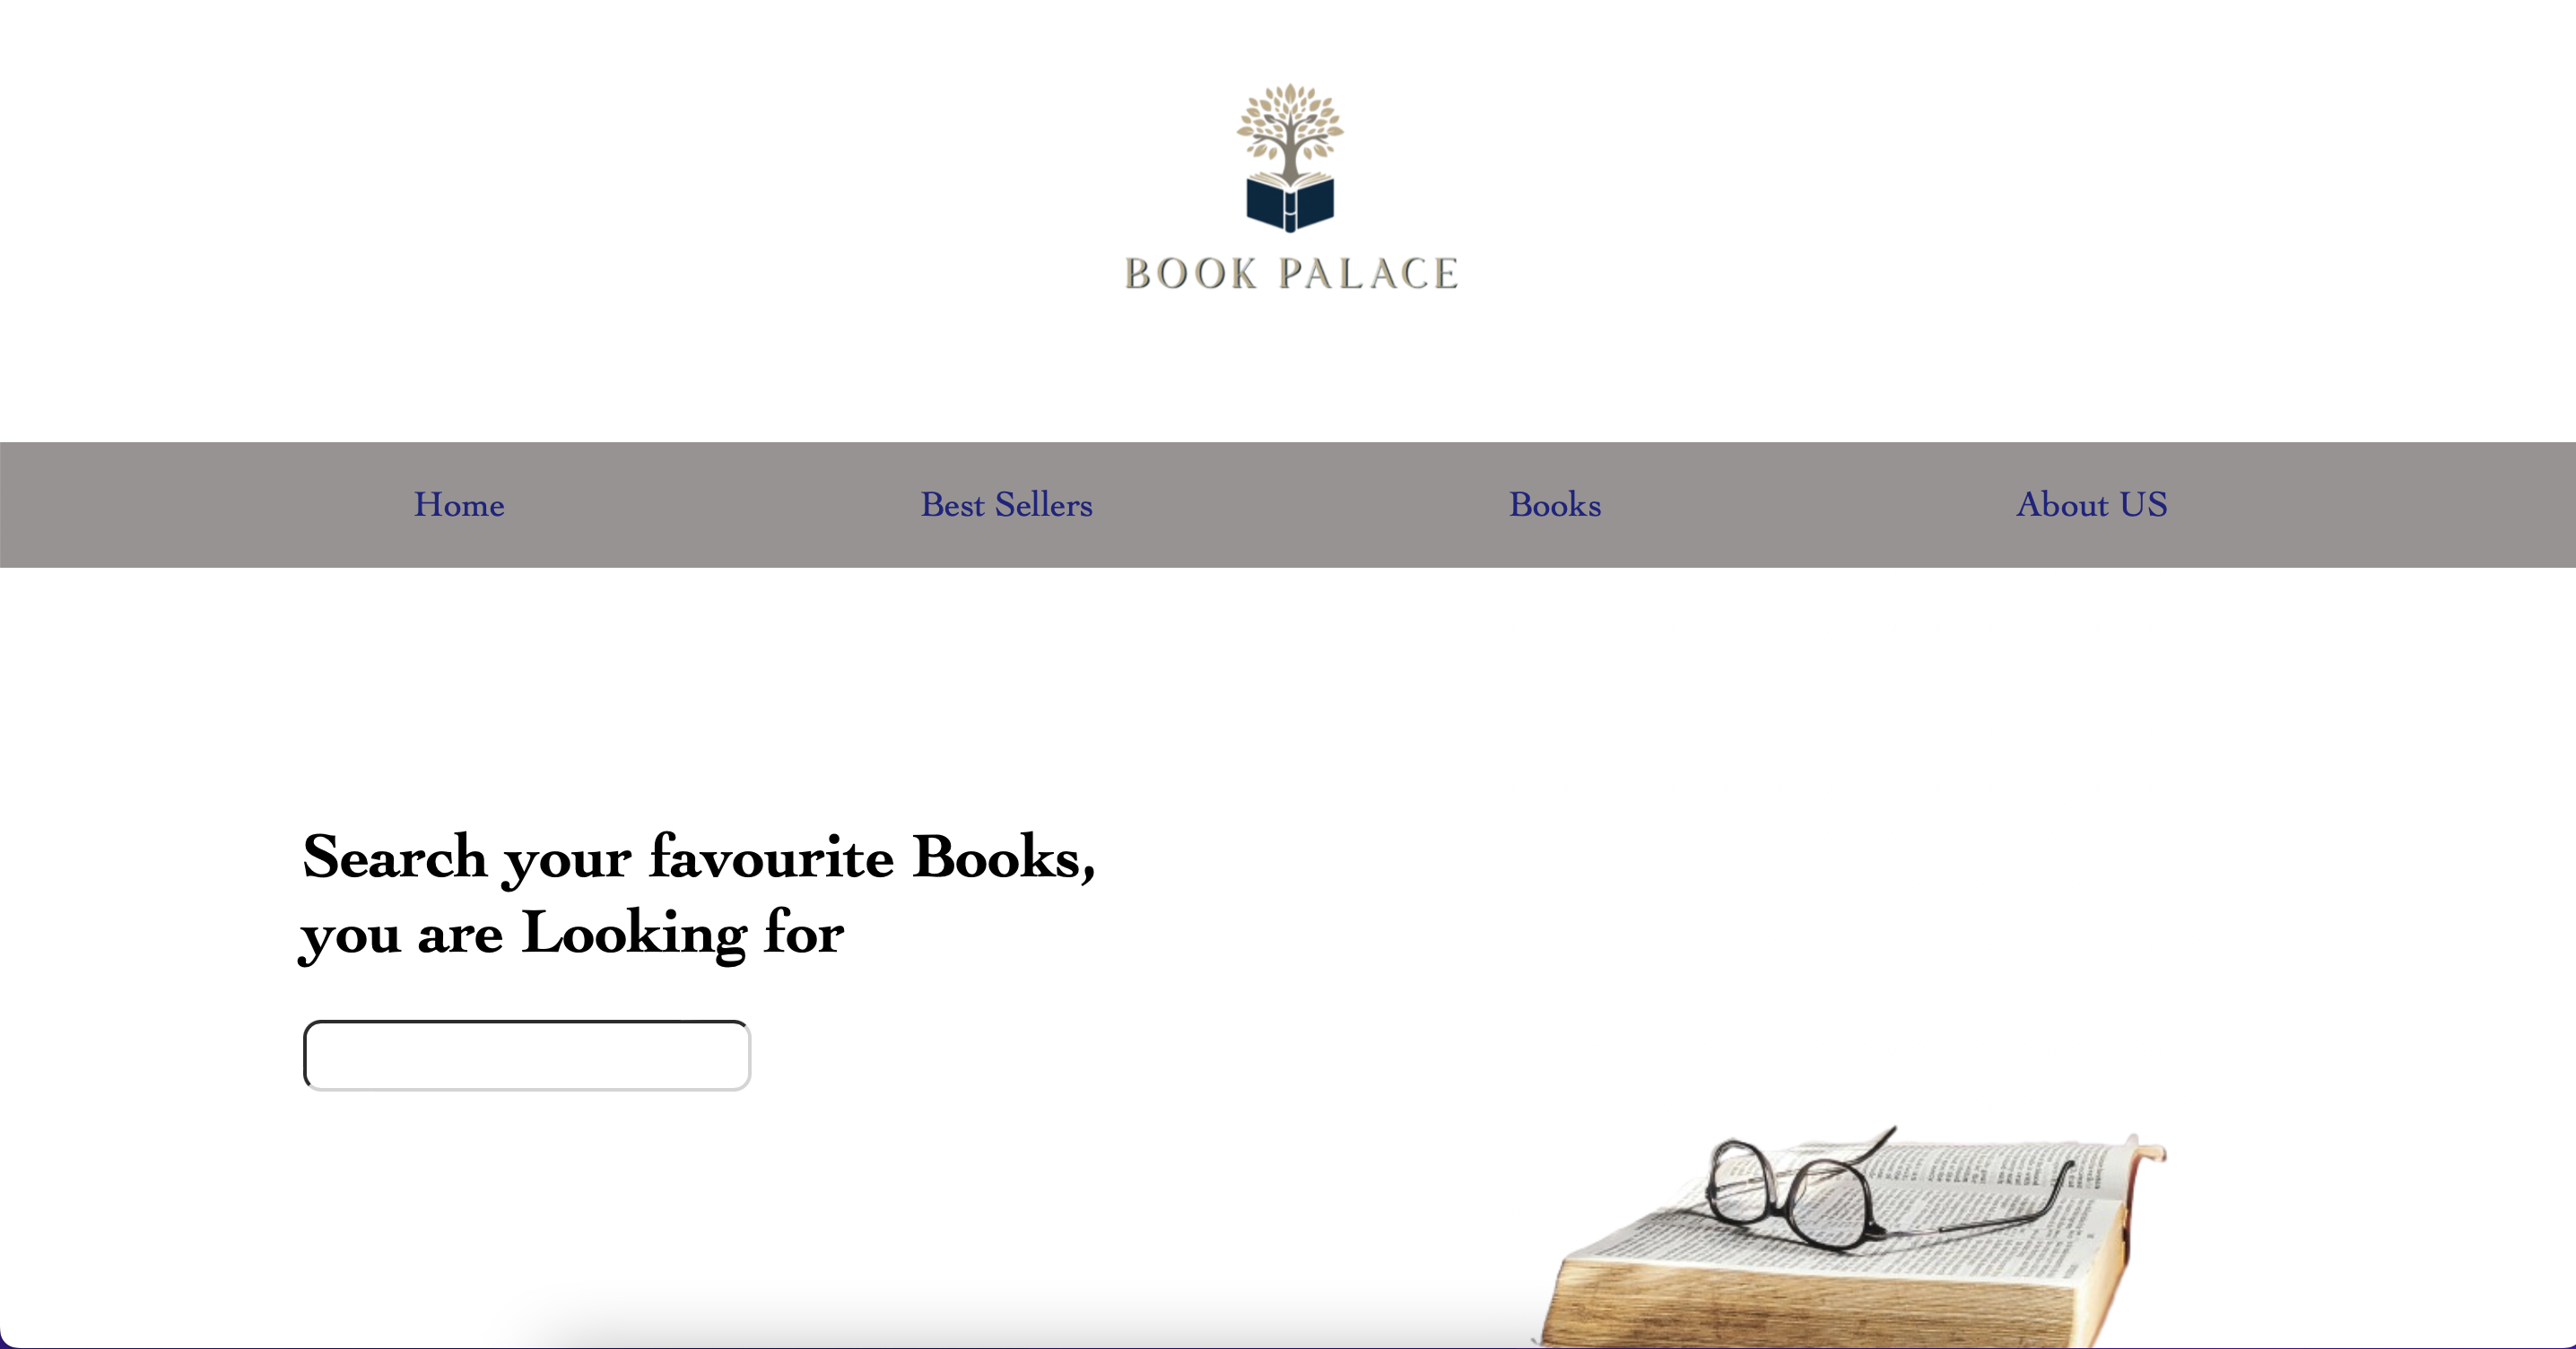 BOOK PALACE
Home Best Sellers Books About US
Search your favourite Books,
you are Looking for